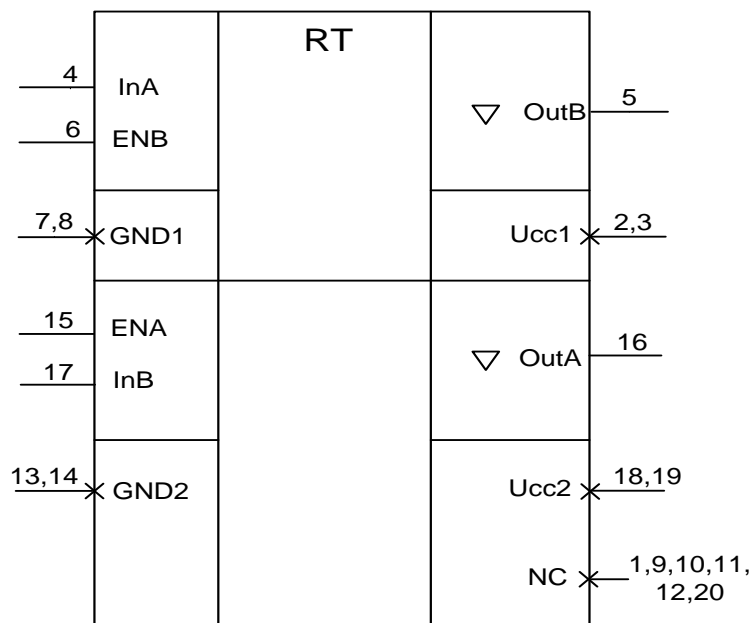 RT
4 InA
OutB 5
6 ENB
7,8 GND1
Ucc1 2,3
15 ENA
OutA 16
17 InB
13,14 GND2
Ucc2 18,19
NC 1,9,10,11,
12,20